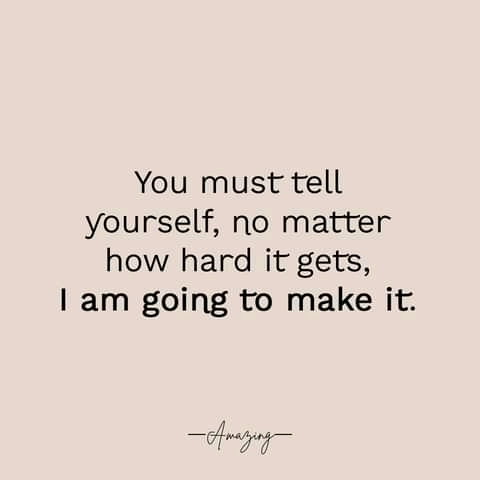 You must tell
yourself, no matter
how hard it gets,
I am going to make it.
Amazing